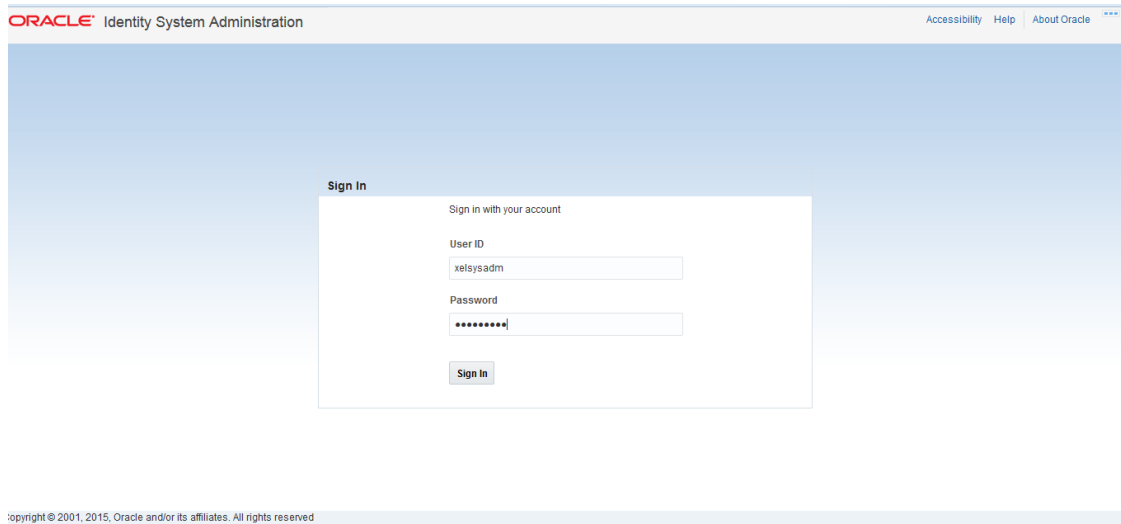 ORACLE® Identity System Administration
Accessibility Help About Oracle
Sign In
Sign in with your account
User ID
xelsysadm
Password
•••••••••
Sign In
opyright © 2001, 2015, Oracle and/or its affiliates. All rights reserved